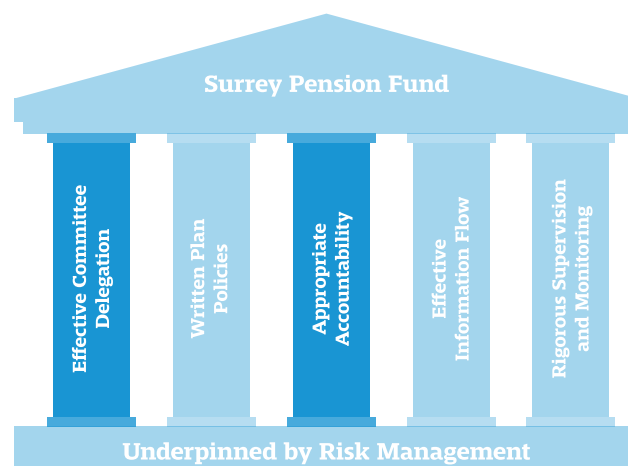 Surrey Pension Fund
Effective Committee
Delegation
Written Plan
Policies
Appropriate
Accountability
Effective
Information Flow
Rigorous Supervision
and Monitoring
Underpinned by Risk Management